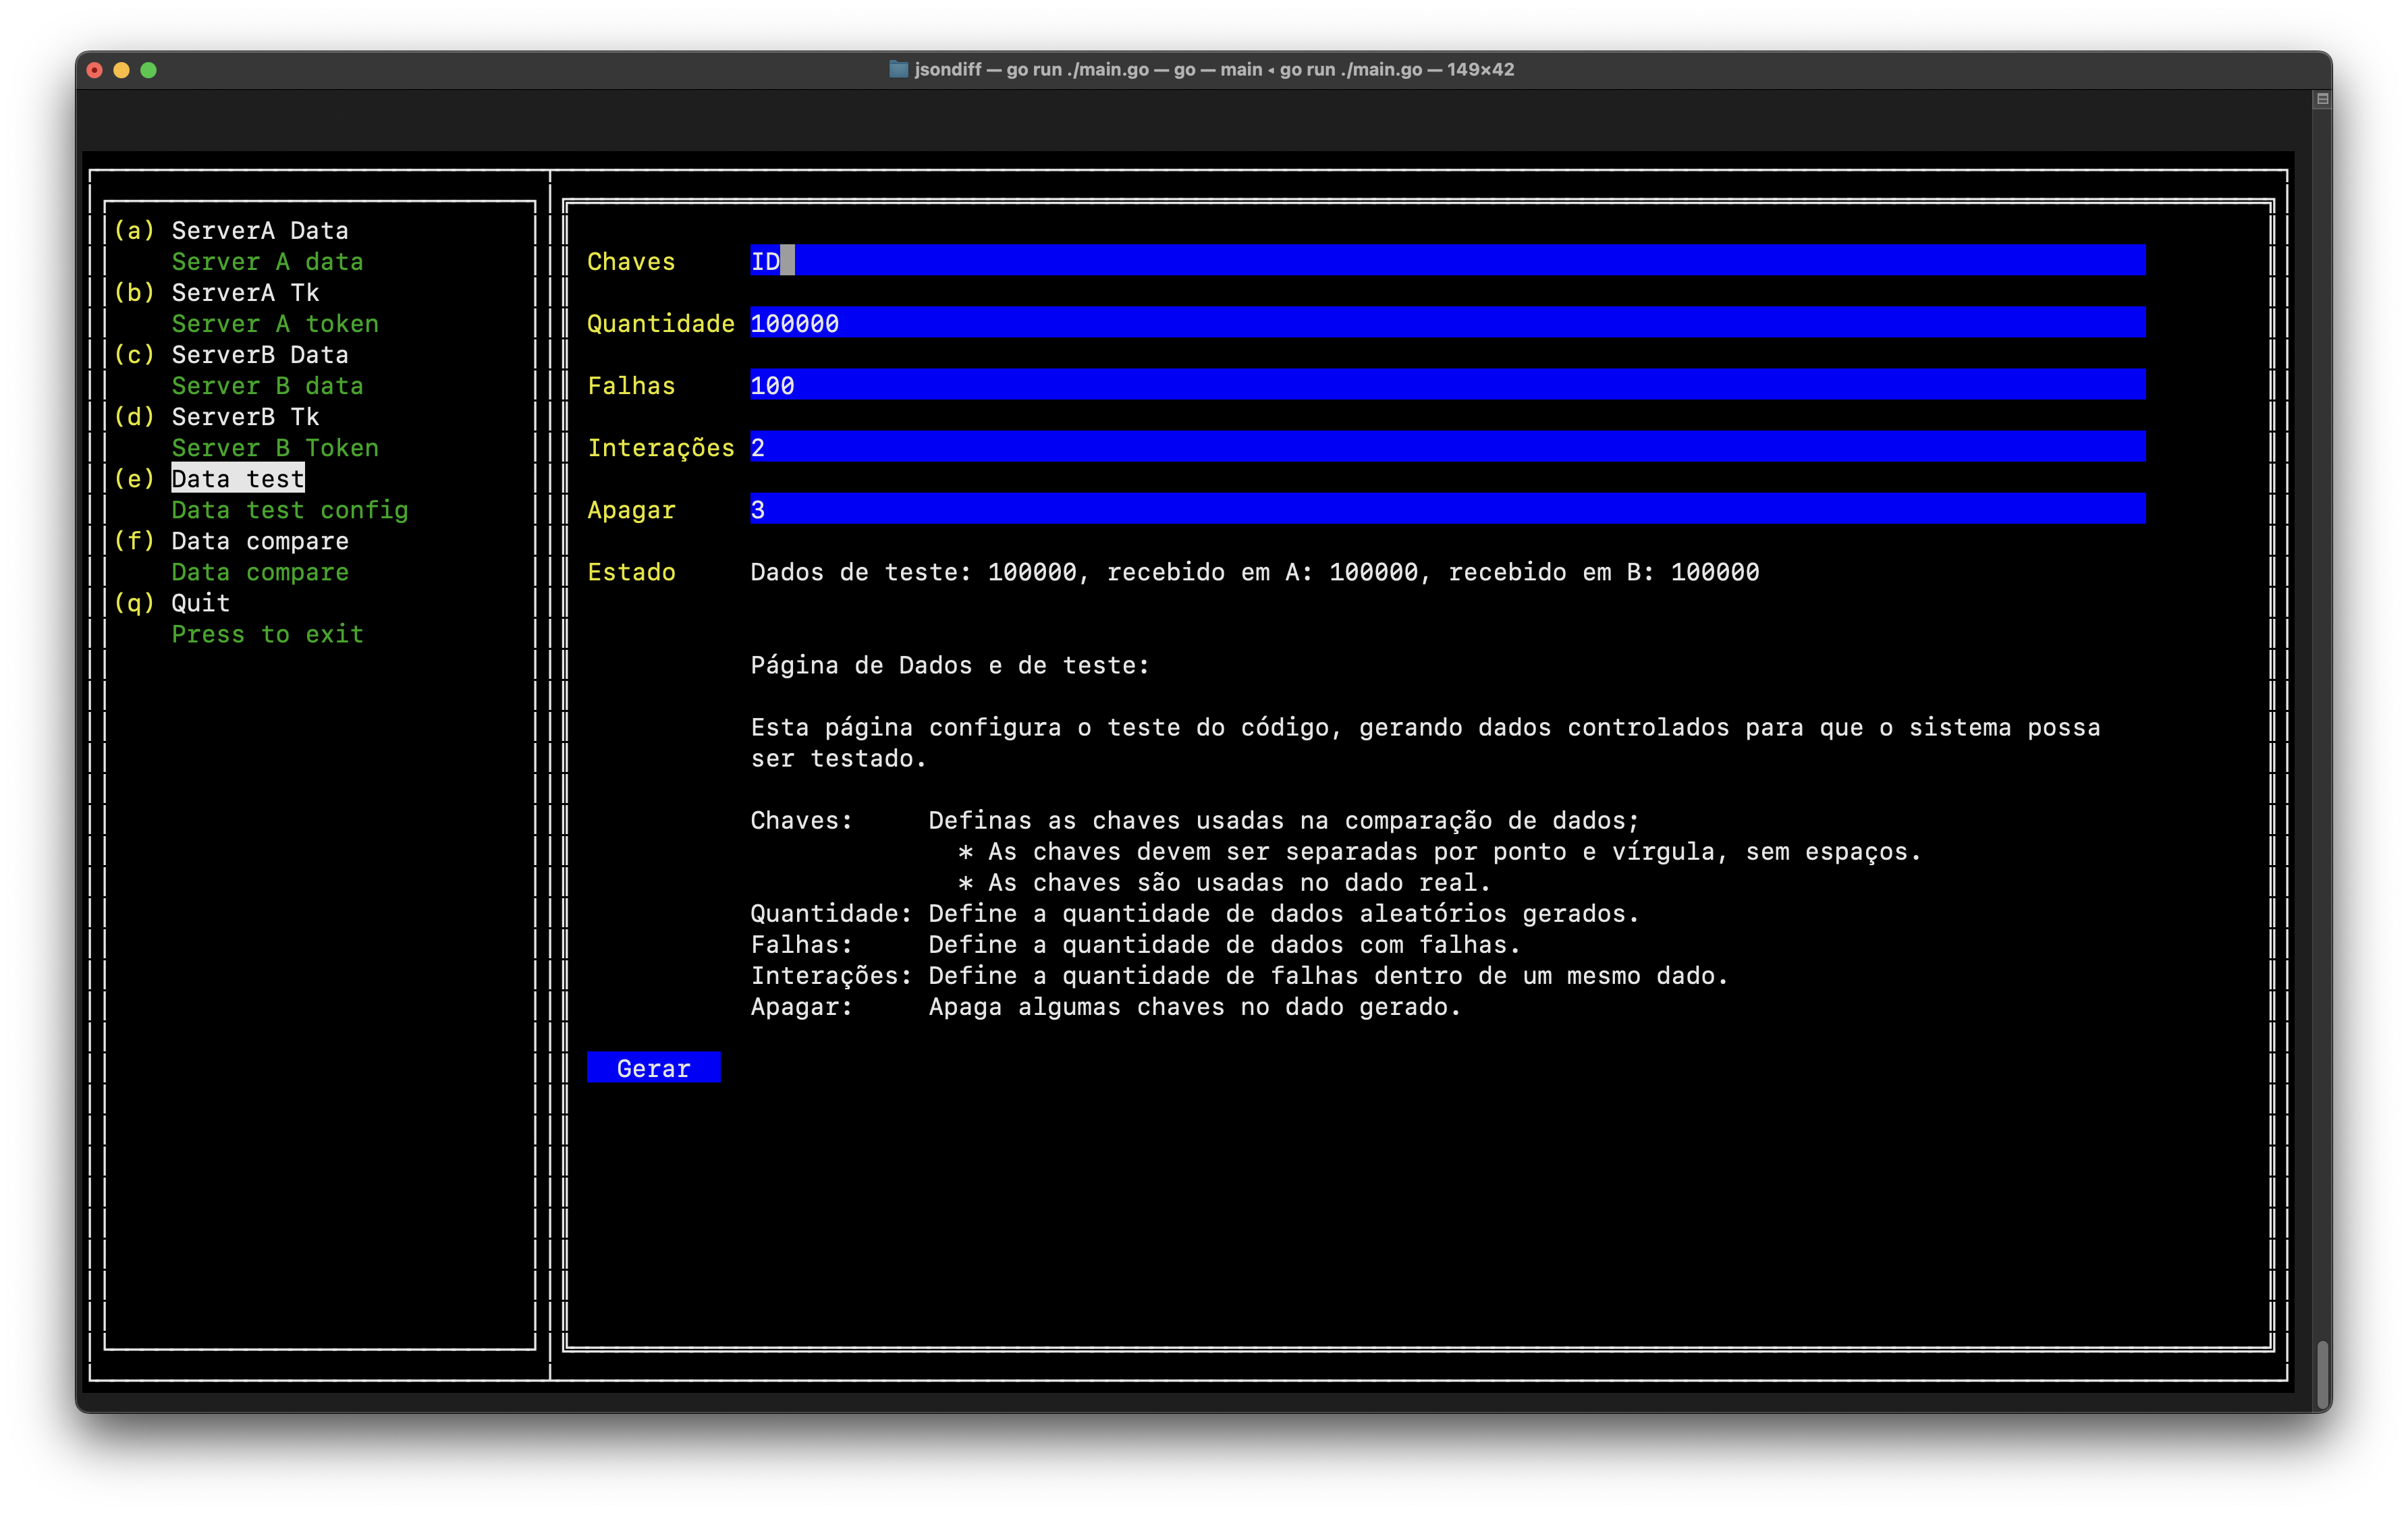 jsondiff — go run ./main.go — go — main ◂ go run ./main.go — 149×42
(a) ServerA Data
Server A data
(b) ServerA Tk
Server A token
(c) ServerB Data
Server B data
(d) ServerB Tk
Server B Token
(e) Data test
Data test config
(f) Data compare
Data compare
(q) Quit
Press to exit
Chaves ID
Quantidade 100000
Falhas 100
Interações 2
Apagar 3
Estado Dados de teste: 100000, recebido em A: 100000, recebido em B: 100000
Página de Dados e de teste:
Esta página configura o teste do código, gerando dados controlados para que o sistema possa
ser testado.
Chaves: Definas as chaves usadas na comparação de dados;
* As chaves devem ser separadas por ponto e vírgula, sem espaços.
* As chaves são usadas no dado real.
Quantidade: Define a quantidade de dados aleatórios gerados.
Falhas: Define a quantidade de dados com falhas.
Interações: Define a quantidade de falhas dentro de um mesmo dado.
Apagar: Apaga algumas chaves no dado gerado.
Gerar